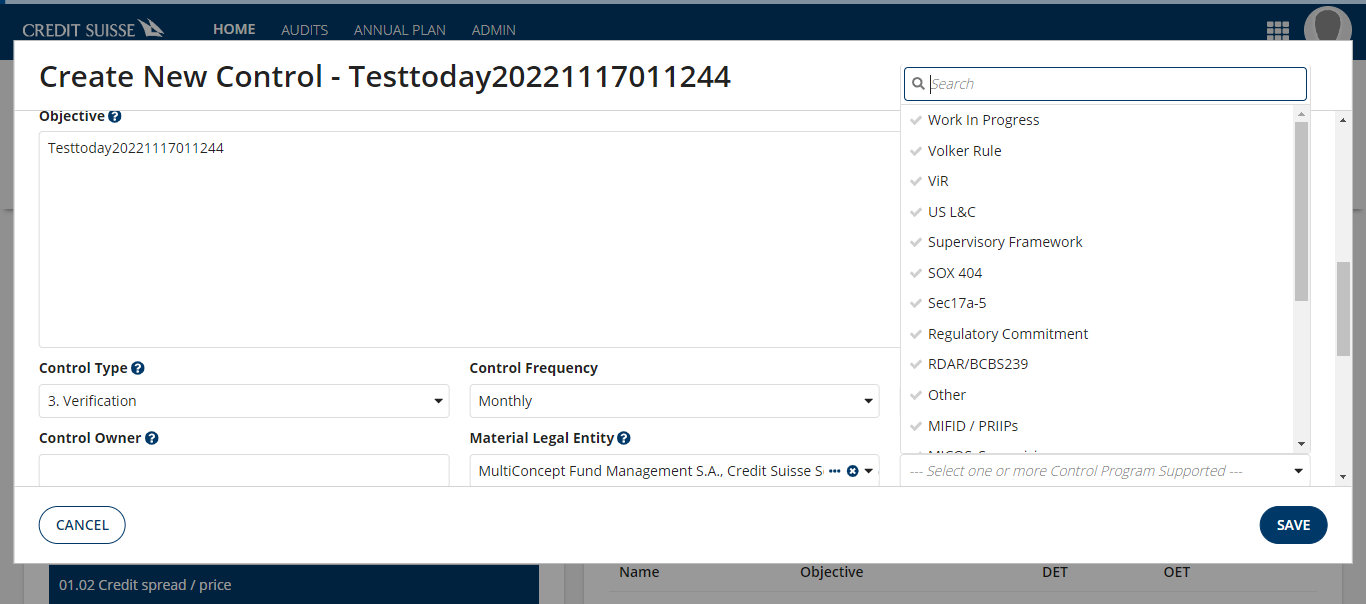 CREDIT SUISSE
HOME AUDITS ANNUAL PLAN ADMIN
Create New Control - Testtoday20221117011244
Search
Objective
Testtoday20221117011244
Work In Progress
Volker Rule
ViR
US L&C
Supervisory Framework
SOX 404
Sec17a-5
Regulatory Commitment
RDAR/BCBS239
Other
MIFID / PRIIPs
Control Type
3. Verification
Control Frequency
Monthly
Control Owner
Material Legal Entity
MultiConcept Fund Management S.A., Credit Suisse S
--- Select one or more Control Program Supported ---
CANCEL
SAVE
01.02 Credit spread / price
Name Objective DET OET